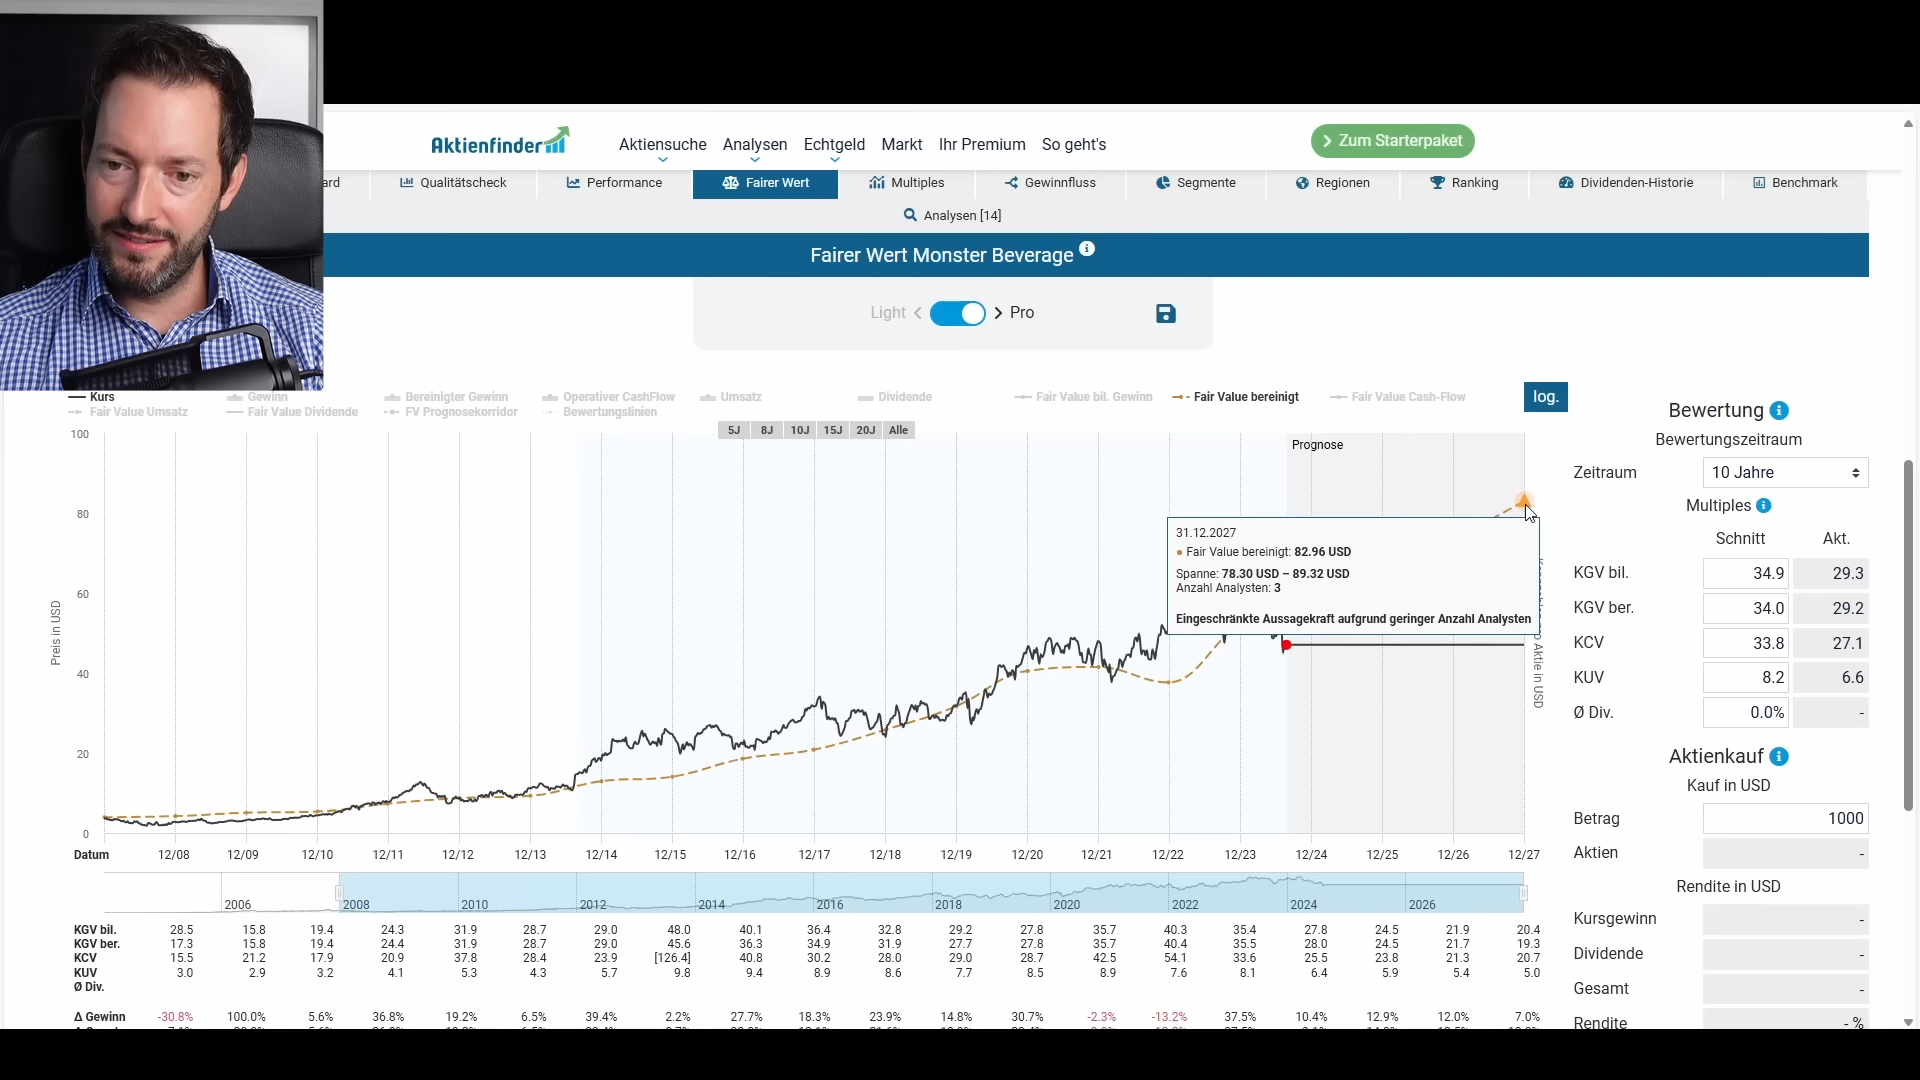 Aktienfinder
Aktiensuche Analysen Echtgeld Markt Ihr Premium So geht's
Zum Starterpaket
ard Qualitätscheck Performance Fairer Wert Multiples Gewinnfluss Segmente Regionen Ranking Dividenden-Historie Benchmark
Analysen [14]
Fairer Wert Monster Beverage
Light Pro
Kurs Gewinn Bereinigter Gewinn Operativer CashFlow Umsatz Dividende Fair Value bil. Gewinn Fair Value bereinigt Fair Value Cash-Flow
Fair Value Umsatz Fair Value Dividende FV Prognosekorridor Bewertungslinien
log.
5J 8J 10J 15J 20J Alle
Prognose
100
80
60
40
20
0
Preis in USD
31.12.2027
Fair Value bereinigt: 82.96 USD
Spanne: 78.30 USD – 89.32 USD
Anzahl Analysten: 3
Eingeschränkte Aussagekraft aufgrund geringer Anzahl Analysten
Aktie in USD
Datum 12/08 12/09 12/10 12/11 12/12 12/13 12/14 12/15 12/16 12/17 12/18 12/19 12/20 12/21 12/22 12/23 12/24 12/25 12/26 12/27
2006 2008 2010 2012 2014 2016 2018 2020 2022 2024 2026
KGV bil. 28.5 15.8 19.4 24.3 31.9 28.7 29.0 48.0 40.1 36.4 32.8 29.2 27.8 35.7 40.3 35.5 27.8 24.5 21.9 20.4
KGV ber. 17.3 15.8 19.4 24.4 31.9 28.7 29.0 45.6 36.3 34.9 31.9 27.7 27.8 35.7 40.4 35.4 28.0 24.5 21.7 19.3
KCV 15.5 21.2 17.9 20.9 37.8 28.4 23.9 [126.4] 40.8 30.2 28.0 29.0 28.7 42.5 54.1 33.6 25.5 23.8 21.3 20.7
KUV 3.0 2.9 3.2 4.1 5.3 4.3 5.7 9.8 9.4 8.9 8.6 7.7 8.5 8.9 7.6 8.1 6.4 5.9 5.4 5.0
Ø Div.
Δ Gewinn -30.8% 100.0% 5.6% 36.8% 19.2% 6.5% 39.4% 2.2% 27.7% 18.3% 23.9% 14.8% 30.7% -2.3% -13.2% 37.5% 10.4% 12.9% 12.0% 7.0%
Bewertung
Bewertungszeitraum
Zeitraum 10 Jahre
Multiples
Schnitt Akt.
KGV bil. 34.9 29.3
KGV ber. 34.0 29.2
KCV 33.8 27.1
KUV 8.2 6.6
Ø Div. 0.0% -
Aktienkauf
Kauf in USD
Betrag 1000
Aktien -
Rendite in USD
Kursgewinn -
Dividende -
Gesamt -
Rendite - %